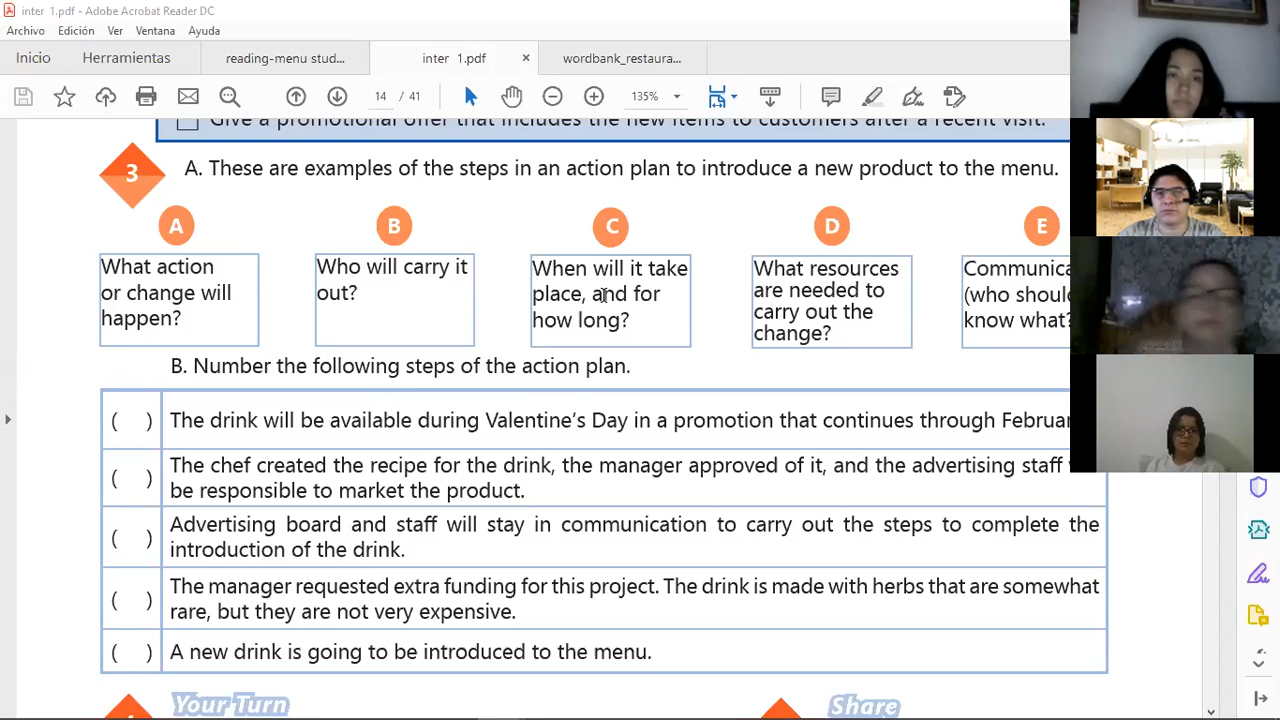 inter 1.pdf - Adobe Acrobat Reader DC
Archivo Edición Ver Ventana Ayuda
Inicio Herramientas reading-menu stud... inter 1.pdf × wordbank_restaura...
14 / 41 135%
Give a promotional offer that includes the new items to customers after a recent visit.
3 A. These are examples of the steps in an action plan to introduce a new product to the menu.
A B C D E
What action
or change will
happen?
Who will carry it
out?
When will it take
place, and for
how long?
What resources
are needed to
carry out the
change?
(who shou
know what?
B. Number the following steps of the action plan.
( ) The drink will be available during Valentine's Day in a promotion that continues through
( ) The chef created the recipe for the drink, the manager approved of it, and the advertising staff
be responsible to market the product.
( ) Advertising board and staff will stay in communication to carry out the steps to complete the
introduction of the drink.
( ) The manager requested extra funding for this project. The drink is made with herbs that are somewhat
rare, but they are not very expensive.
( ) A new drink is going to be introduced to the menu.
Your Turn Share